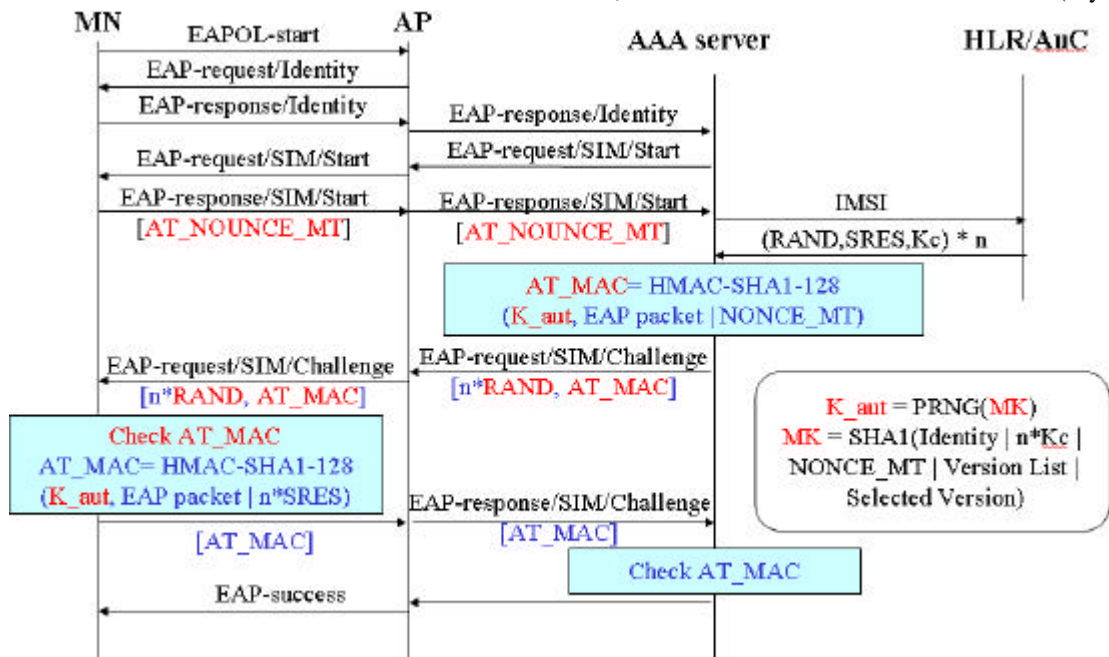 MN
AP
AAA server
HLR/AuC
EAPOL-start
EAP-request/Identity
EAP-response/Identity
EAP-response/Identity
EAP-request/SIM/Start
EAP-request/SIM/Start
EAP-response/SIM/Start
EAP-response/SIM/Start
IMSI
[AT_NOUNCE_MT]
[AT_NOUNCE_MT]
(RAND,SRES,Kc) * n
AT_MAC= HMAC-SHA1-128
(K_aut, EAP packet | NONCE_MT)
EAP-request/SIM/Challenge
EAP-request/SIM/Challenge
[n*RAND, AT_MAC]
[n*RAND, AT_MAC]
K_aut = PRNG(MK)
MK = SHA1(Identity | n*Kc |
NONCE_MT | Version List |
Selected Version)
Check AT_MAC
AT_MAC= HMAC-SHA1-128
(K_aut, EAP packet | n*SRES)
EAP-response/SIM/Challenge
[AT_MAC]
[AT_MAC]
Check AT_MAC
EAP-success